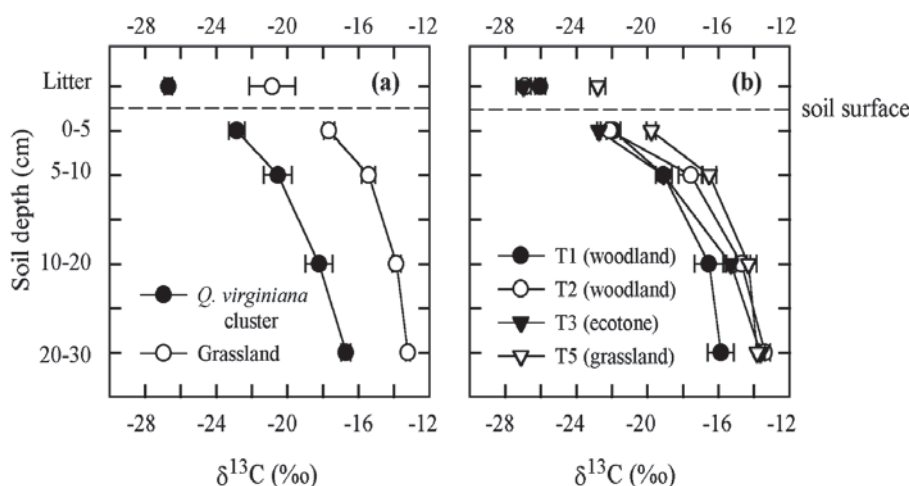 -28 -24 -20 -16 -12
-28 -24 -20 -16 -12
Litter
(a)
(b)
soil surface
0-5
5-10
10-20
20-30
Soil depth (cm)
Q. virginiana
cluster
Grassland
T1 (woodland)
T2 (woodland)
T3 (ecotone)
T5 (grassland)
-28 -24 -20 -16 -12
-28 -24 -20 -16 -12
δ¹³C (‰)
δ¹³C (‰)